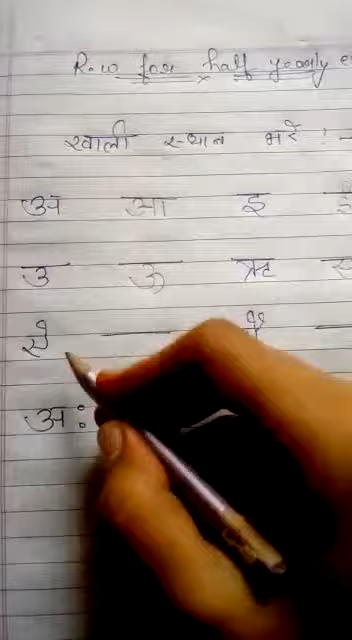 R.w for half yearly
खाली स्थान भरें :-
अ आ इ
उ ऊ ऋ
ऐ
अः